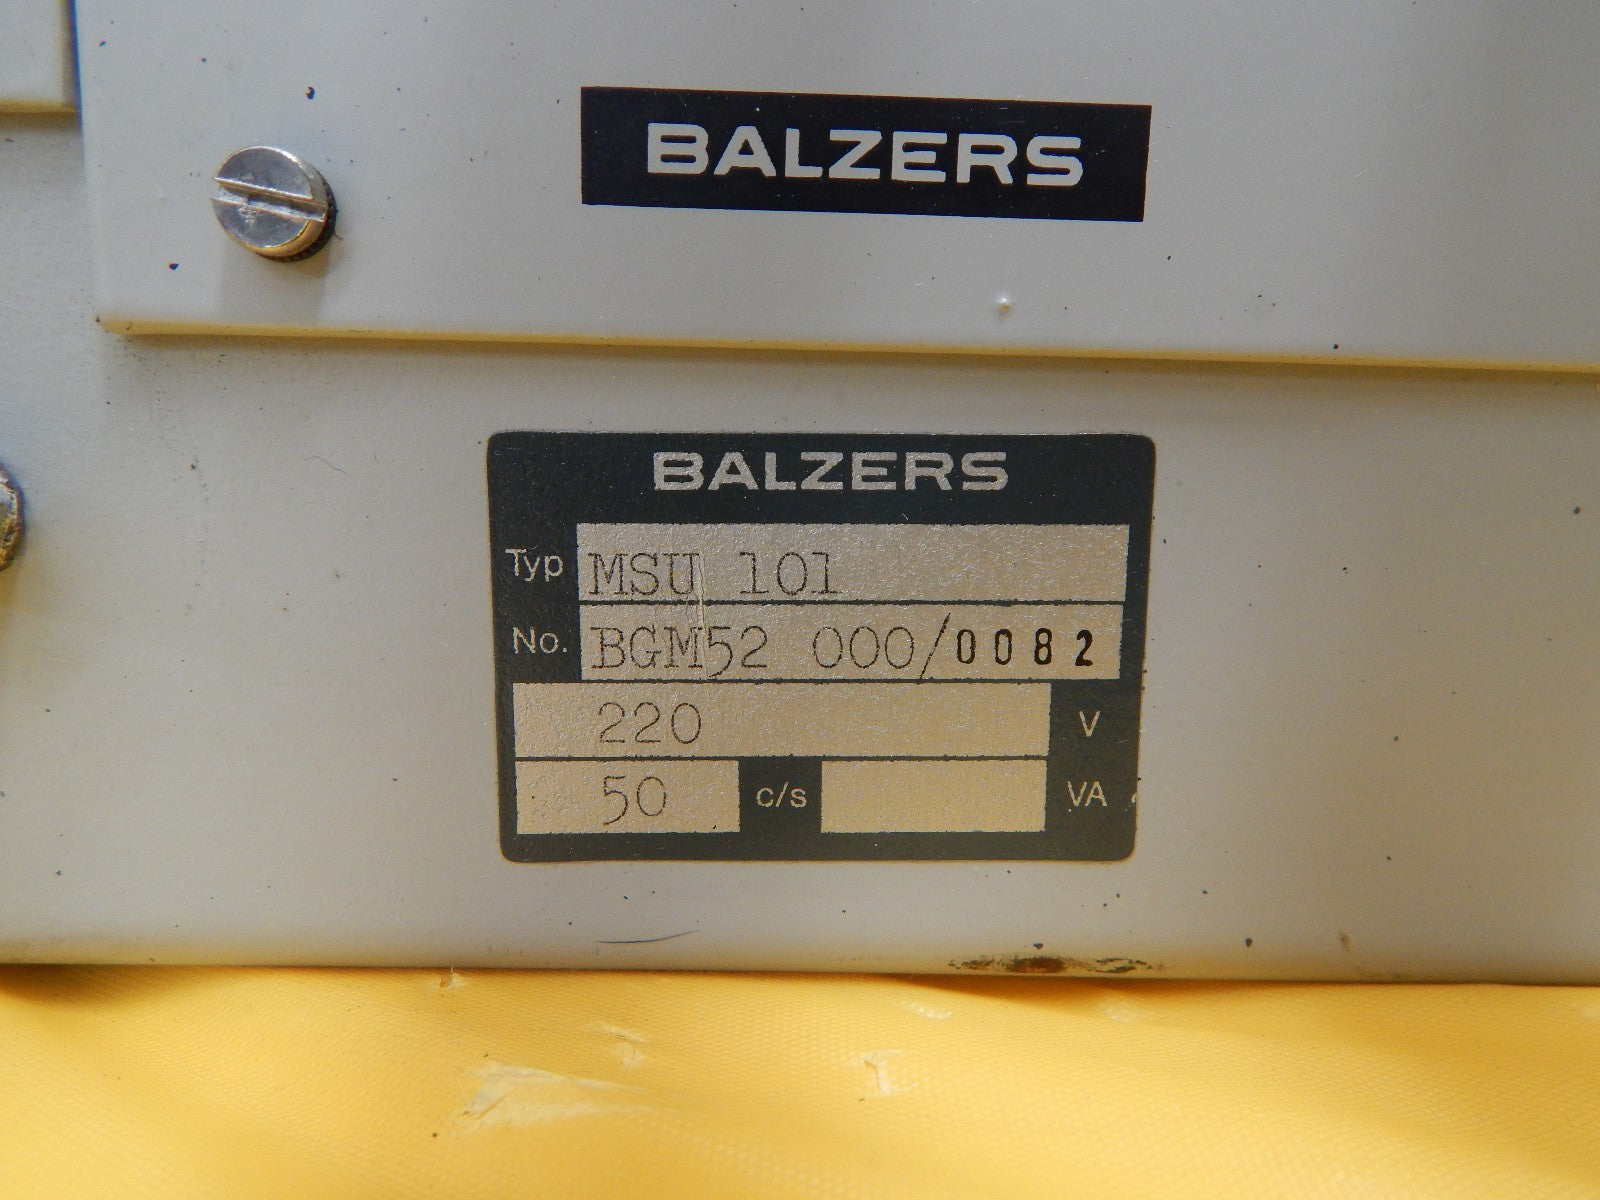 BALZERS
BALZERS
Typ MSU 101
No. BGM52 000/0082
220 V
50 c/s VA